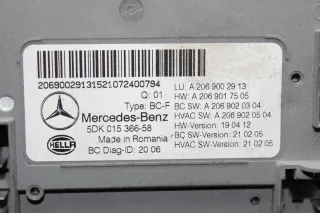 20690029131521072400794
LU: A 206 900 29 13
Q: 01
HW: A 206 901 75 05
Type: BC-F
BC SW: A 206 902 03 04
Mercedes-Benz
HVAC SW: A 206 902 05 04
5DK 015 366-58
HW-Version: 19 04 12
HELLA
Made in Romania
BC SW-Version: 21 02 05
BC Diag-ID: 20 06
HVAC SW-Version: 21 02 05